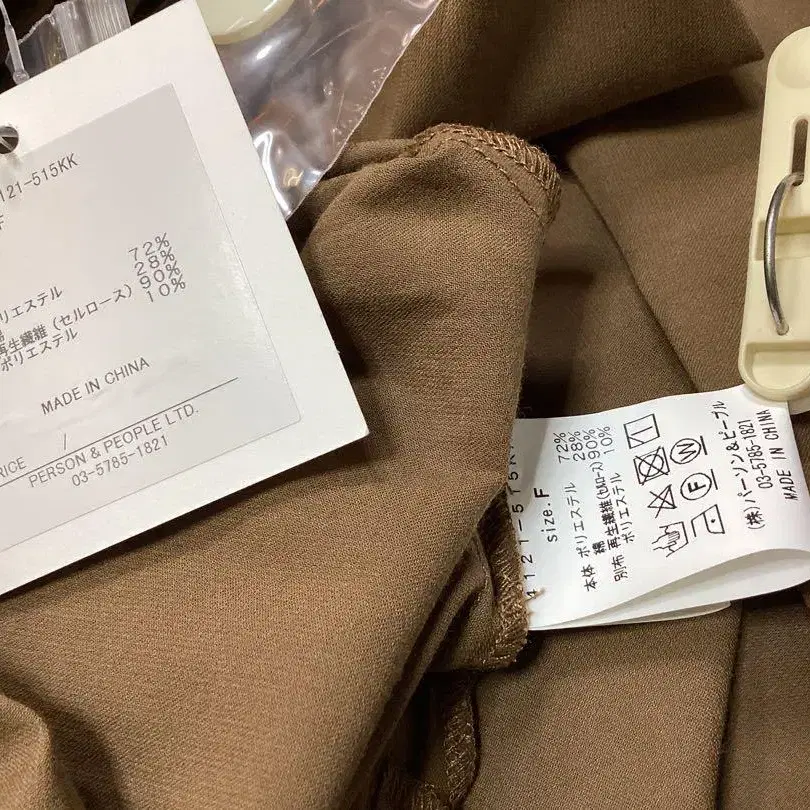 121-515KK
F
リエステル 72%
綿 28%
再生繊維 (セルロース) 90%
ポリエステル 10%
MADE IN CHINA
RICE /
PERSON & PEOPLE LTD.
03-5785-1821
4121-515K
size.F
本体 ポリエステル 72%
綿 28%
別布 再生繊維(セルロース) 90%
ポリエステル 10%
W
F
(株)パーソン&ピープル
03-5785-1821
MADE IN CHINA